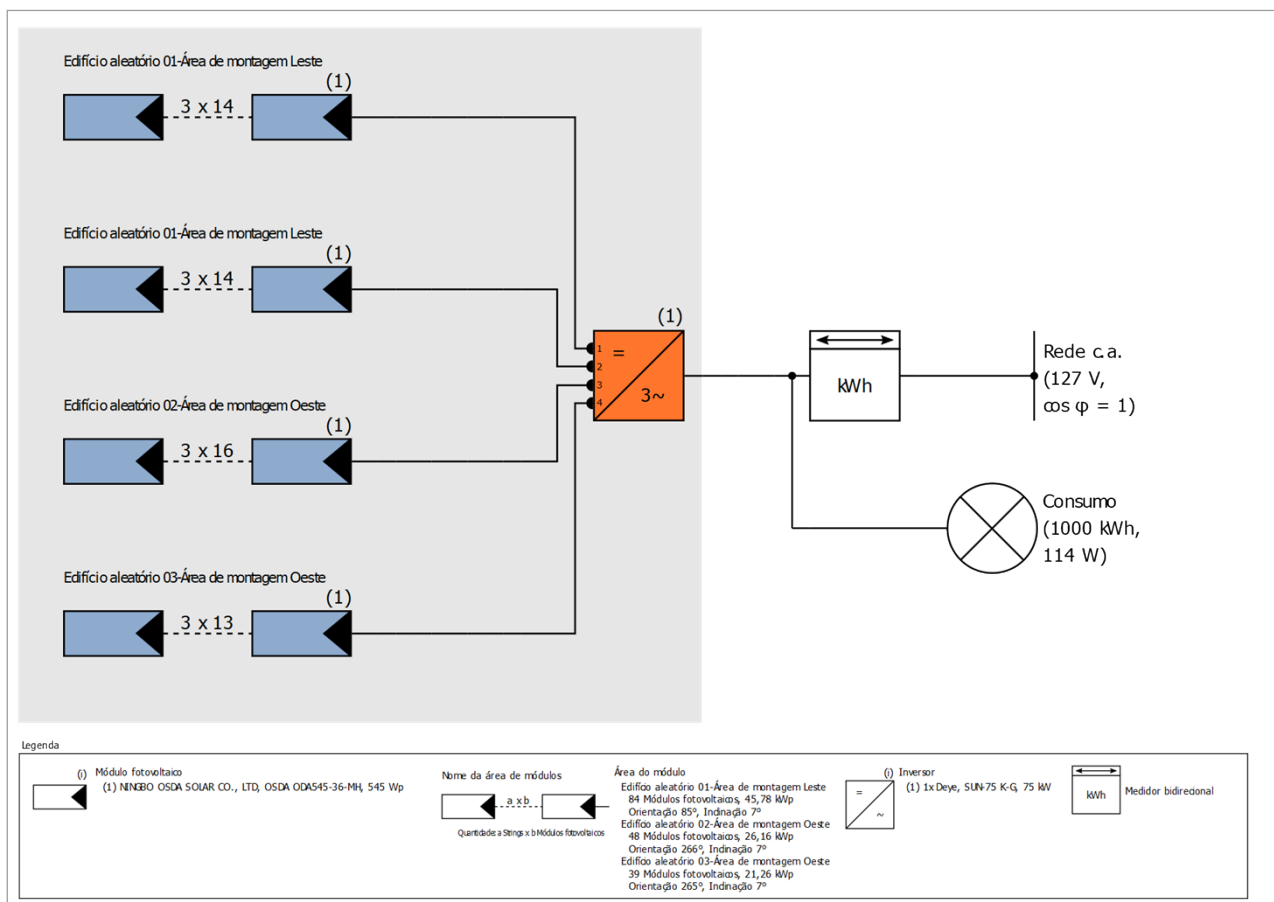 Edifício aleatório 01-Área de montagem Leste
(1)
3 x 14
Edifício aleatório 01-Área de montagem Leste
(1)
3 x 14
(1)
1
2
3
4
=
3~
kWh
Rede c.a.
(127 V,
cos φ = 1)
Edifício aleatório 02-Área de montagem Oeste
(1)
3 x 16
Consumo
(1000 kWh,
114 W)
Edifício aleatório 03-Área de montagem Oeste
(1)
3 x 13
Legenda
(i) Módulo fotovoltaico
(1) NINGBO OSDA SOLAR CO., LTD, OSDA ODA545-36-MH, 545 Wp
Nome da área de módulos
a x b
Quantidade: a Strings x b Módulos fotovoltaicos
Área do módulo
Edifício aleatório 01-Área de montagem Leste
84 Módulos fotovoltaicos, 45,78 kWp
Orientação 85°, Inclinação 7°
Edifício aleatório 02-Área de montagem Oeste
48 Módulos fotovoltaicos, 26,16 kWp
Orientação 266°, Inclinação 7°
Edifício aleatório 03-Área de montagem Oeste
39 Módulos fotovoltaicos, 21,26 kWp
Orientação 265°, Inclinação 7°
=
~
(i) Inversor
(1) 1x Deye, SUN-75 K-G, 75 kW
kWh
Medidor bidirecional